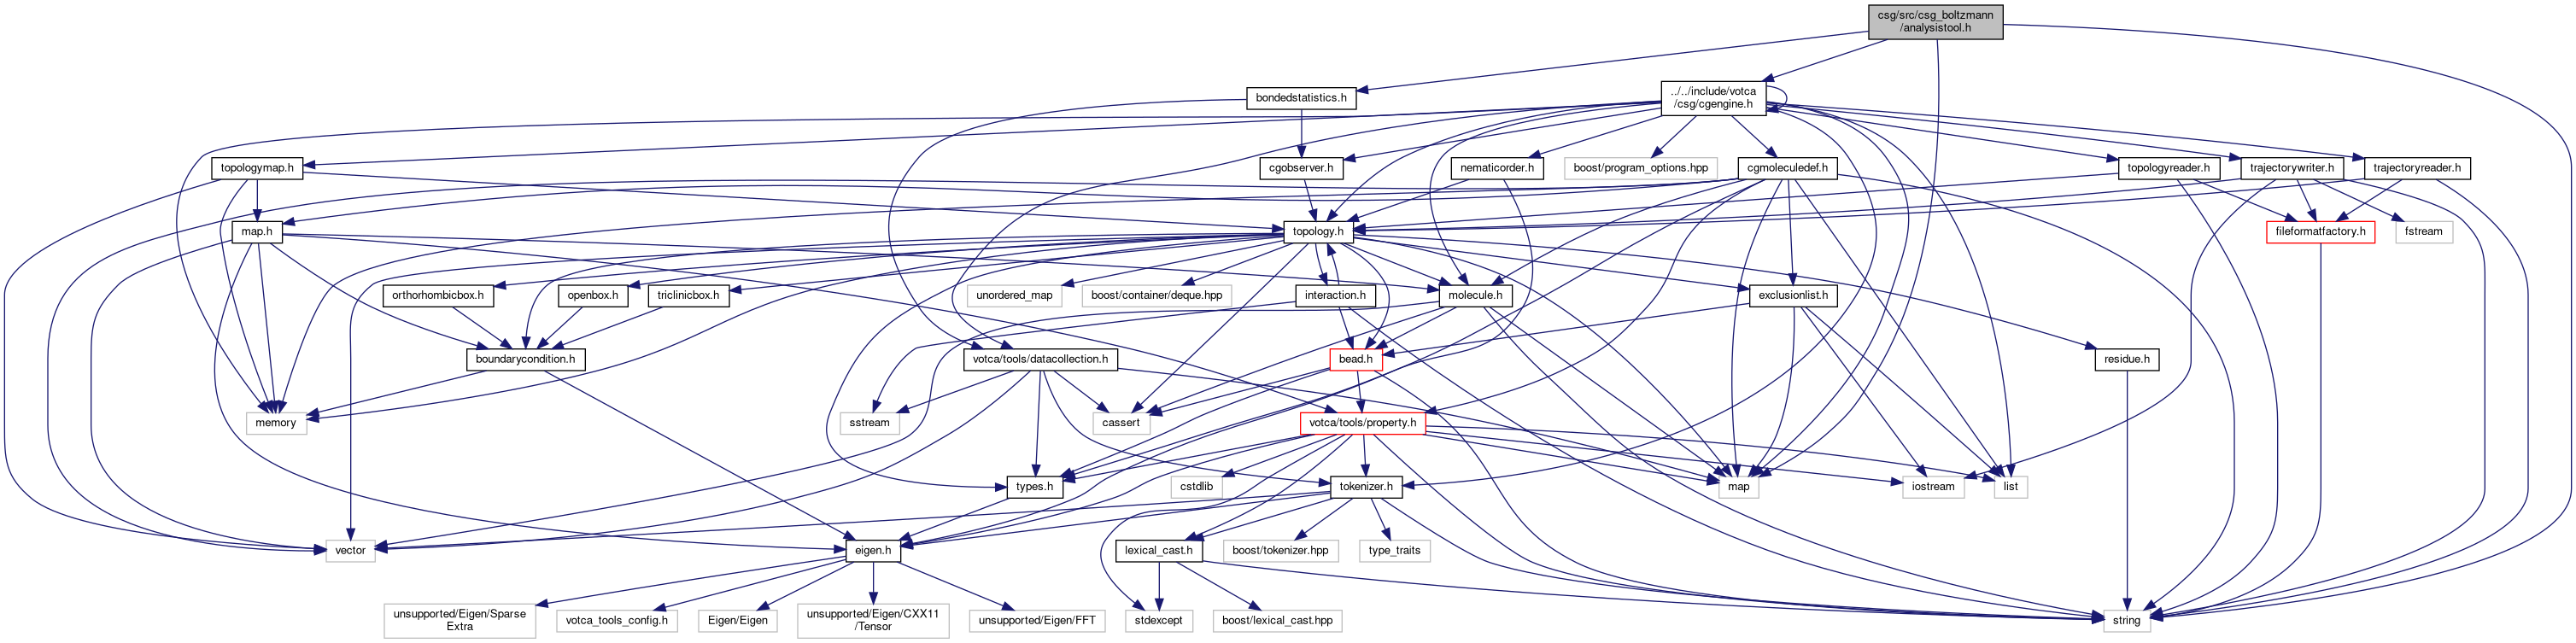 csg/src/csg_boltzmann
/analysistool.h
bondedstatistics.h
../../include/votca
/csg/cgengine.h
topologymap.h
cgobserver.h
nematicorder.h
boost/program_options.hpp
cgmoleculedef.h
topologyreader.h
trajectorywriter.h
trajectoryreader.h
map.h
topology.h
fileformatfactory.h
fstream
orthorhombicbox.h
openbox.h
triclinicbox.h
unordered_map
boost/container/deque.hpp
interaction.h
molecule.h
exclusionlist.h
boundarycondition.h
votca/tools/datacollection.h
bead.h
residue.h
memory
sstream
cassert
votca/tools/property.h
types.h
cstdlib
tokenizer.h
map
iostream
list
vector
eigen.h
lexical_cast.h
boost/tokenizer.hpp
type_traits
unsupported/Eigen/Sparse
Extra
votca_tools_config.h
Eigen/Eigen
unsupported/Eigen/CXX11
/Tensor
unsupported/Eigen/FFT
stdexcept
boost/lexical_cast.hpp
string